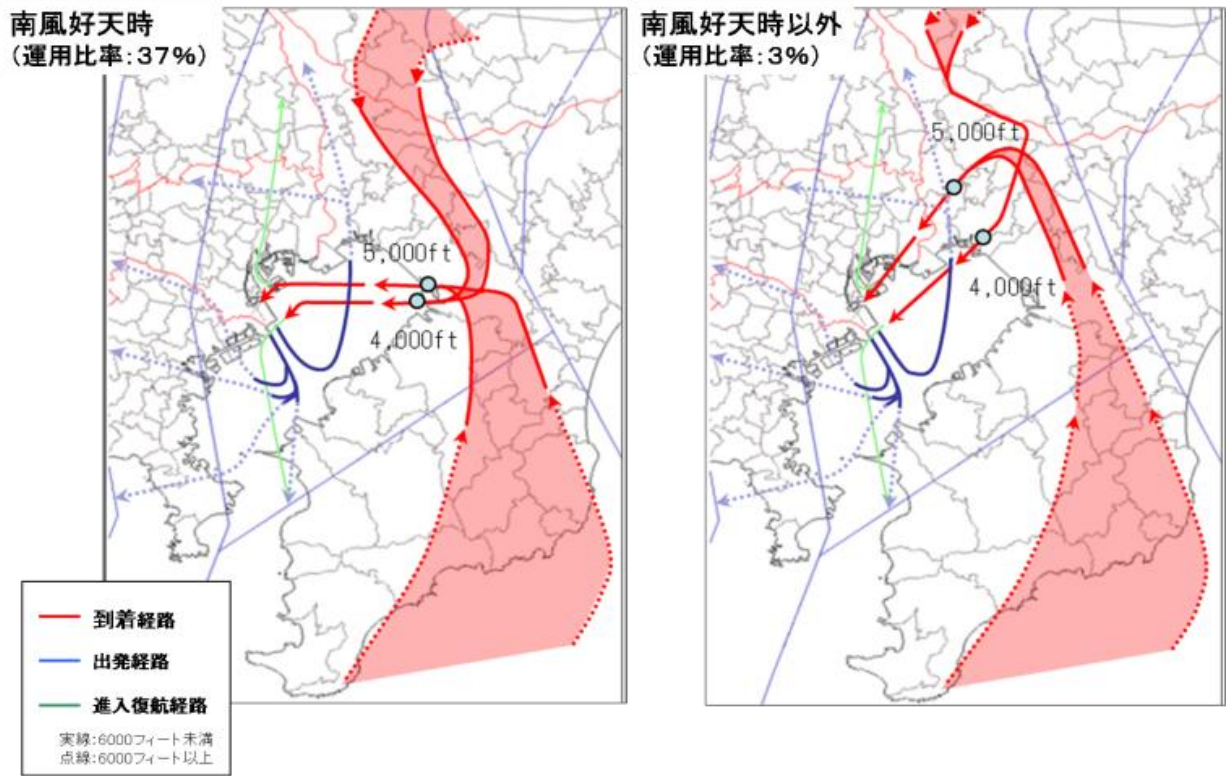 南風好天時
(運用比率:37%)
5,000ft
4,000ft
南風好天時以外
(運用比率:3%)
5,000ft
4,000ft
到着経路
出発経路
進入復航経路
実線:6000フィート未満
点線:6000フィート以上